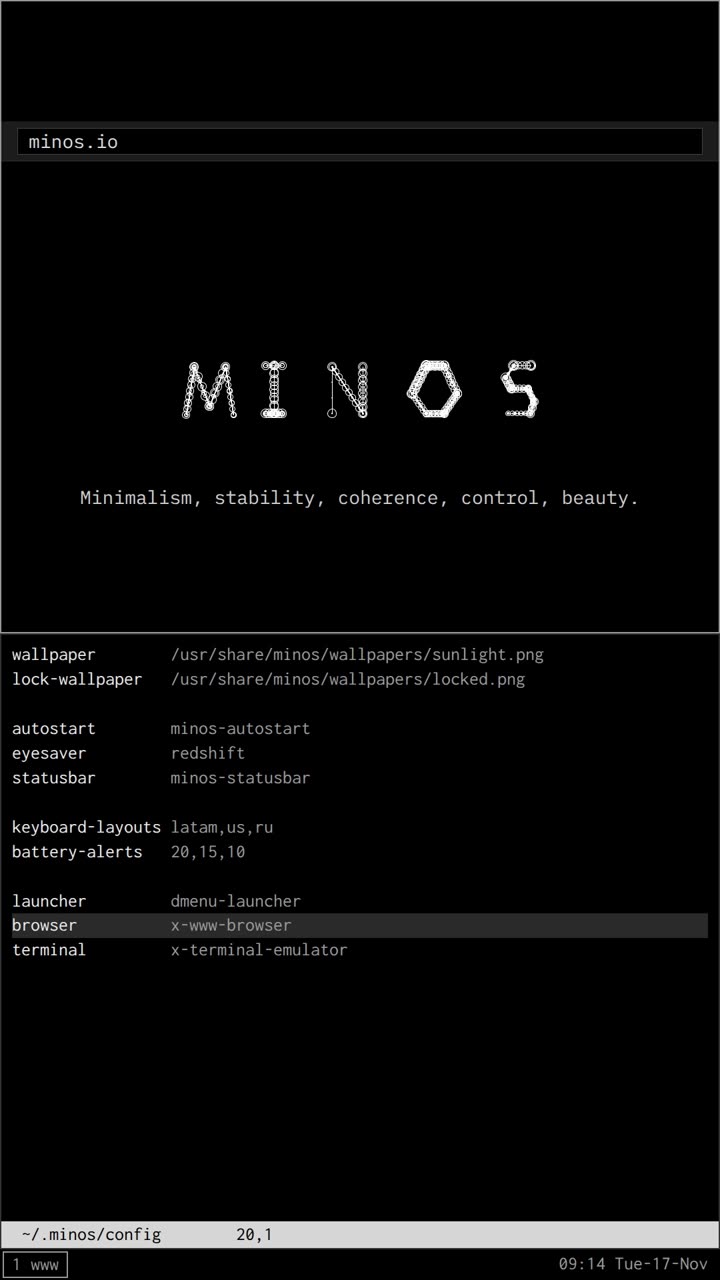 minos.io
MINOS
Minimalism, stability, coherence, control, beauty.
wallpaper /usr/share/minos/wallpapers/sunlight.png
lock-wallpaper /usr/share/minos/wallpapers/locked.png
autostart minos-autostart
eyesaver redshift
statusbar minos-statusbar
keyboard-layouts latam,us,ru
battery-alerts 20,15,10
launcher dmenu-launcher
browser x-www-browser
terminal x-terminal-emulator
~/.minos/config 20,1
1 www 09:14 Tue-17-Nov